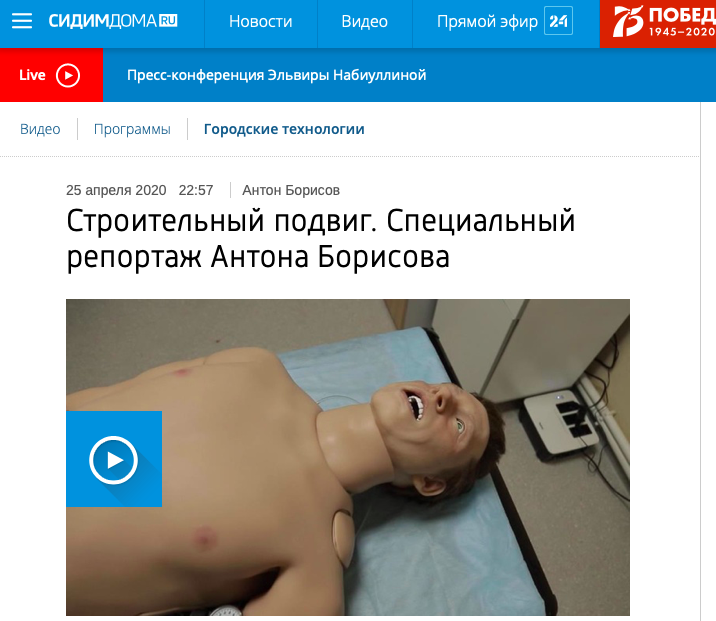 СИДИМДОМА RU
Новости
Видео
Прямой эфир 24
75 ПОБЕД
1945–2020
Live
Пресс-конференция Эльвиры Набиуллиной
Видео
Программы
Городские технологии
25 апреля 2020 22:57 Антон Борисов
Строительный подвиг. Специальный
репортаж Антона Борисова